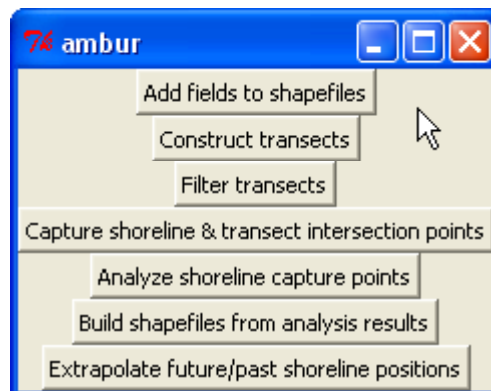 ambur
Add fields to shapefiles
Construct transects
Filter transects
Capture shoreline & transect intersection points
Analyze shoreline capture points
Build shapefiles from analysis results
Extrapolate future/past shoreline positions